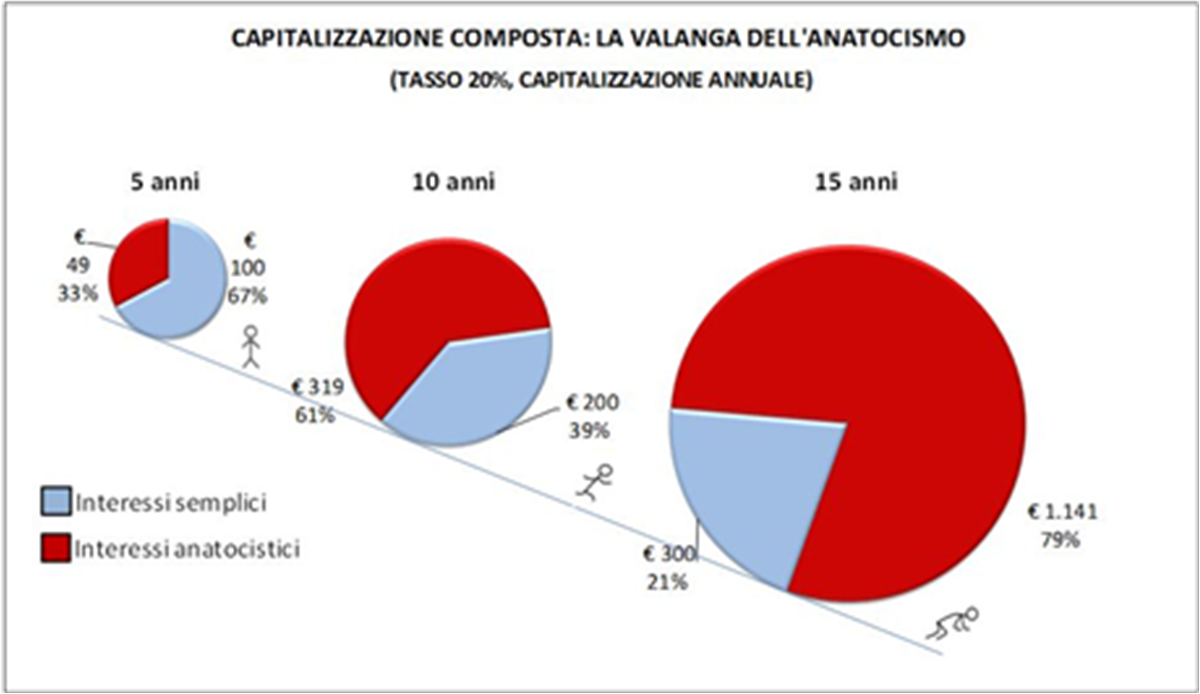 CAPITALIZZAZIONE COMPOSTA: LA VALANGA DELL'ANATOCISMO
(TASSO 20%, CAPITALIZZAZIONE ANNUALE)
5 anni
€
49
33%
€
100
67%
10 anni
€ 319
61%
€ 200
39%
15 anni
€ 300
21%
€ 1.141
79%
Interessi semplici
Interessi anatocistici